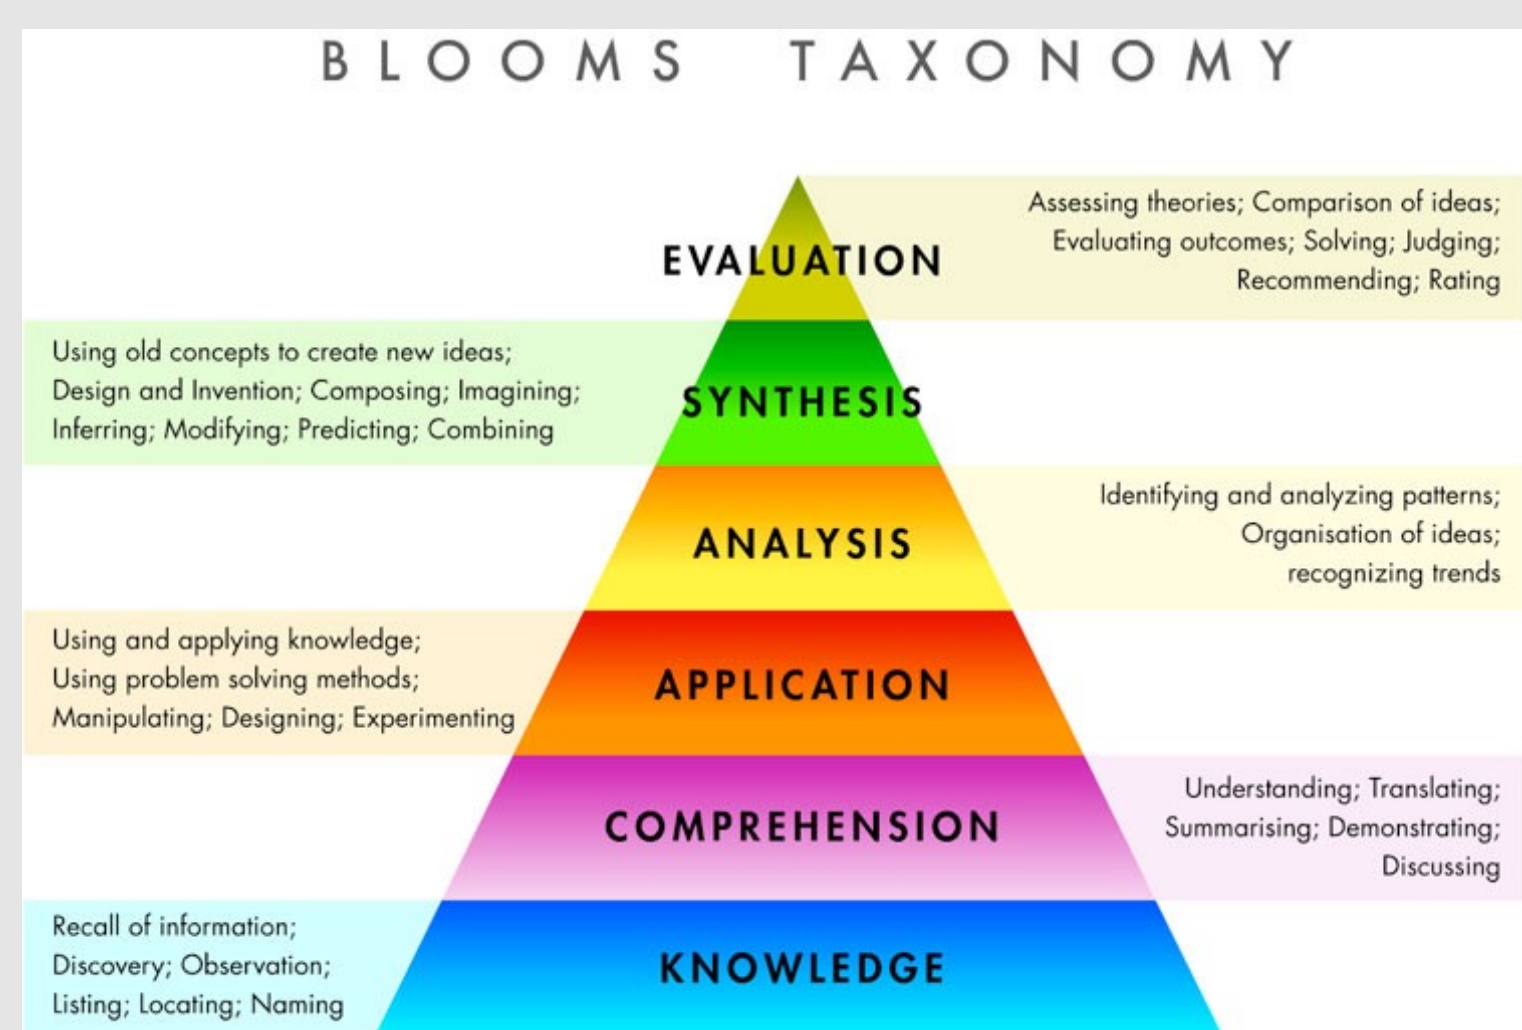 BLOOMS TAXONOMY
EVALUATION
Assessing theories; Comparison of ideas;
Evaluating outcomes; Solving; Judging;
Recommending; Rating
Using old concepts to create new ideas;
Design and Invention; Composing; Imagining;
Inferring; Modifying; Predicting; Combining
SYNTHESIS
ANALYSIS
Identifying and analyzing patterns;
Organisation of ideas;
recognizing trends
Using and applying knowledge;
Using problem solving methods;
Manipulating; Designing; Experimenting
APPLICATION
COMPREHENSION
Understanding; Translating;
Summarising; Demonstrating;
Discussing
Recall of information;
Discovery; Observation;
Listing; Locating; Naming
KNOWLEDGE